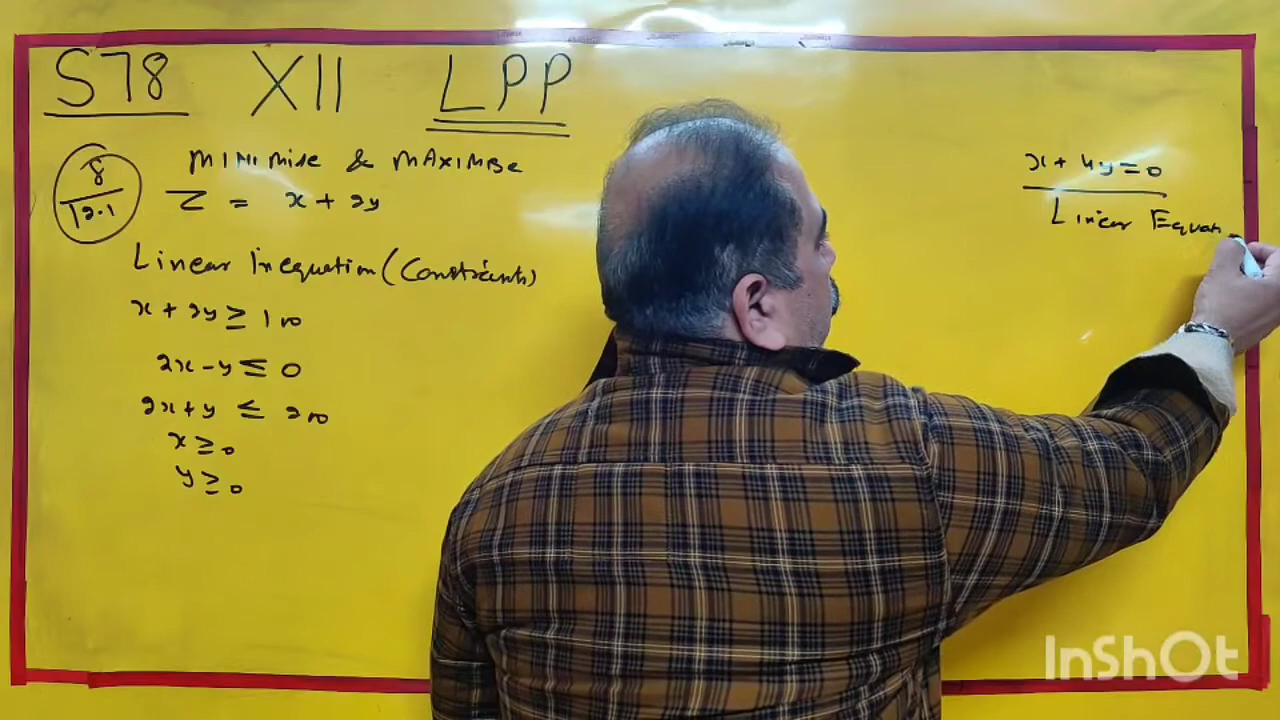 S78 XII LPP
8/12.1 MINIMise & MAXIMISe
Z = x + 2y
Linear Inequation (Constraints)
x + 2y ≥ 100
2x - y ≤ 0
2x + y ≤ 200
x ≥ 0
y ≥ 0
x + 4y = 0
Linear Equati
InShOt